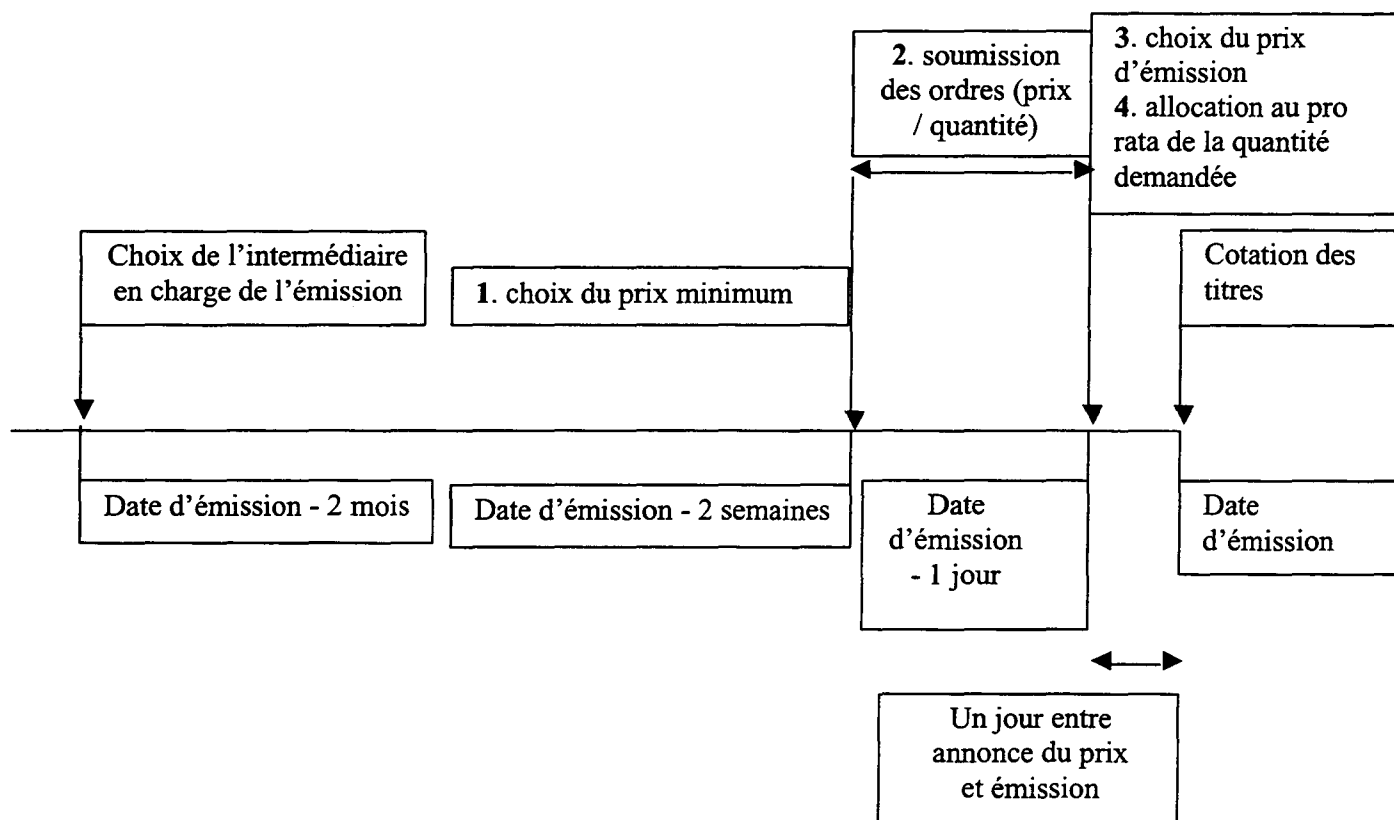 2. soumission
des ordres (prix
/ quantité)
3. choix du prix
d'émission
4. allocation au pro
rata de la quantité
demandée
Choix de l'intermédiaire
en charge de l'émission
1. choix du prix minimum
Cotation des
titres
Date d'émission - 2 mois
Date d'émission - 2 semaines
Date
d'émission
- 1 jour
Date
d'émission
Un jour entre
annonce du prix
et émission